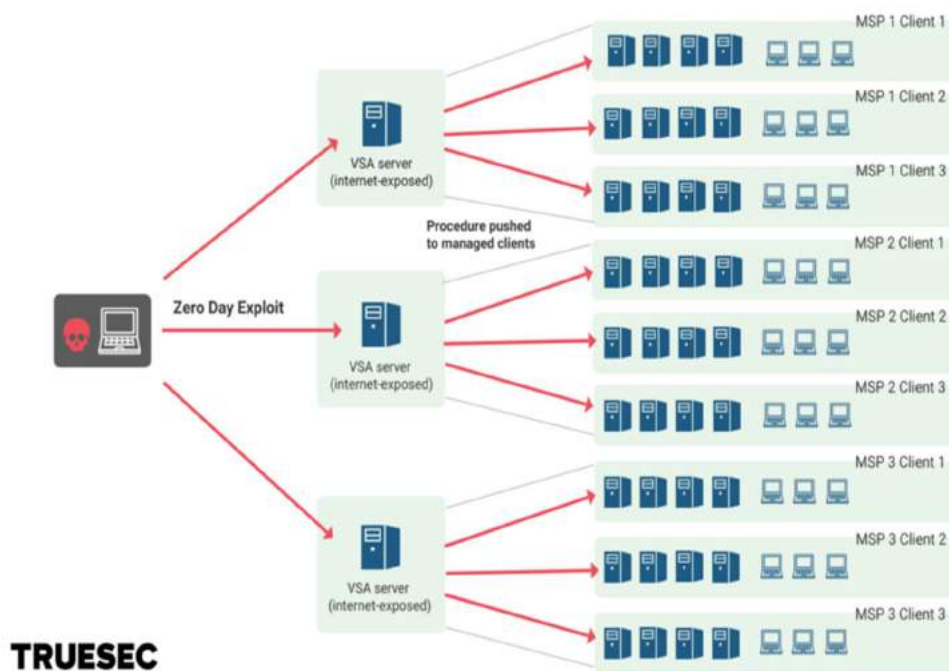 MSP 1 Client 1
MSP 1 Client 2
VSA server
(internet-exposed)
MSP 1 Client 3
Procedure pushed
to managed clients
MSP 2 Client 1
Zero Day Exploit
MSP 2 Client 2
VSA server
(internet-exposed)
MSP 2 Client 3
MSP 3 Client 1
MSP 3 Client 2
VSA server
(internet-exposed)
MSP 3 Client 3
TRUESEC